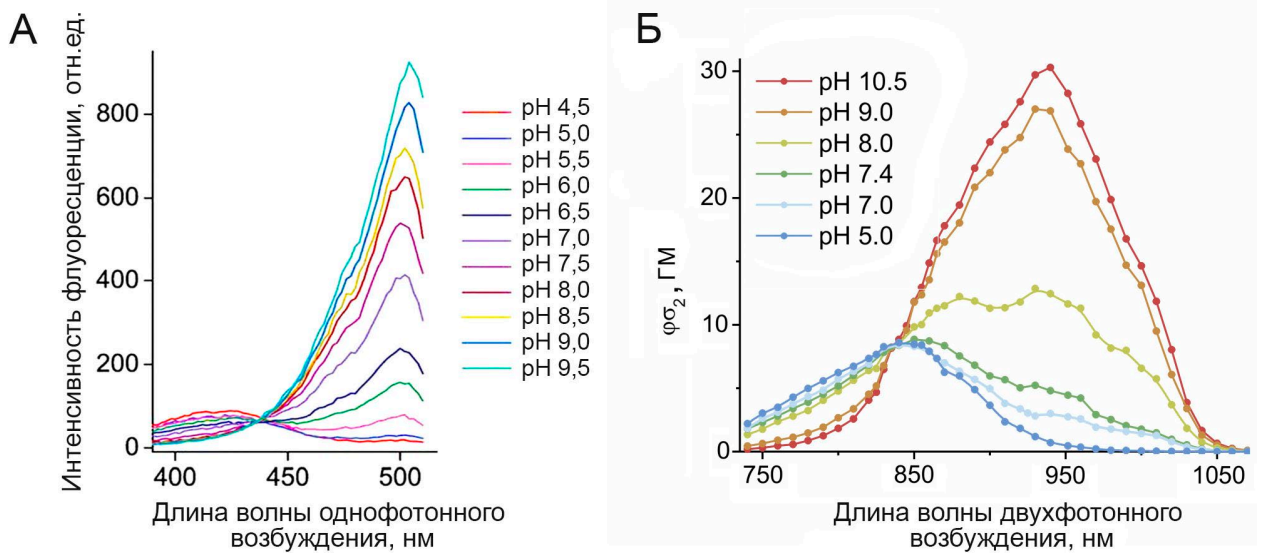 А
Интенсивность флуоресценции, отн.ед.
800
600
400
200
0
400 450 500
Длина волны однофотонного
возбуждения, нм
pH 4,5
pH 5,0
pH 5,5
pH 6,0
pH 6,5
pH 7,0
pH 7,5
pH 8,0
pH 8,5
pH 9,0
pH 9,5
Б
φσ2, ГМ
30
20
10
0
750 850 950 1050
Длина волны двухфотонного
возбуждения, нм
pH 10.5
pH 9.0
pH 8.0
pH 7.4
pH 7.0
pH 5.0